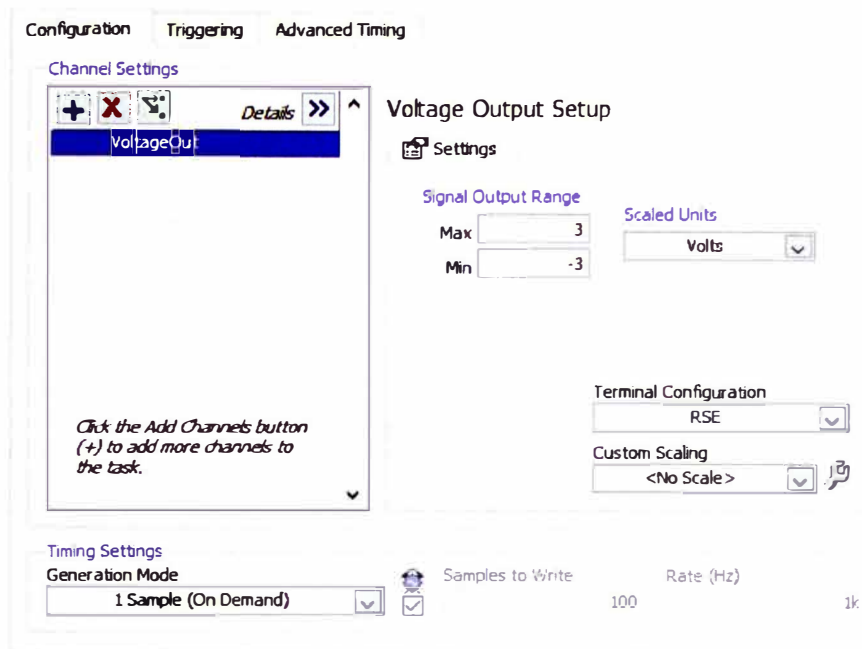 Configuration Triggering Advanced Timing
Channel Settings
Details >>
VoltageOut
Click the Add Channels button
(+) to add more channels to
the task.
Voltage Output Setup
Settings
Signal Output Range
Max 3
Min -3
Scaled Units
Volts
Terminal Configuration
RSE
Custom Scaling
<No Scale>
Timing Settings
Generation Mode
1 Sample (On Demand)
Samples to Write
100
Rate (Hz)
1k